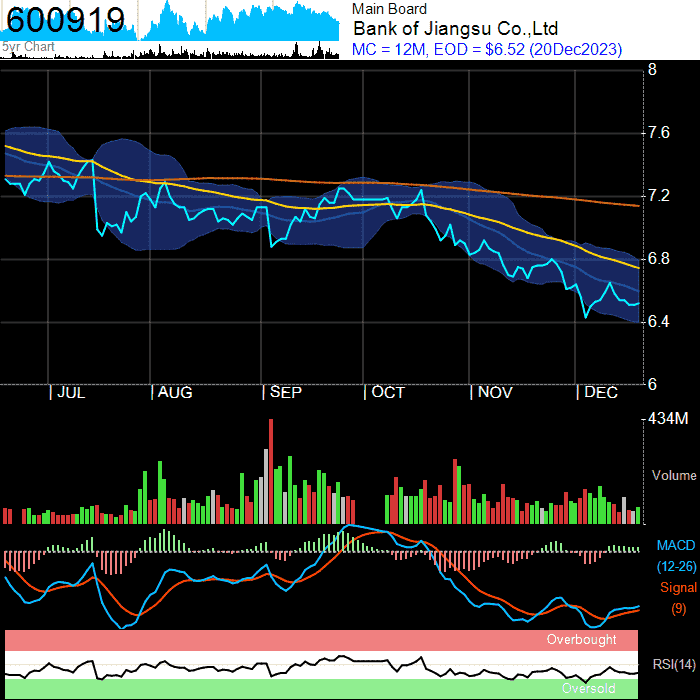 600919
5yr Chart
Main Board
Bank of Jiangsu Co.,Ltd
MC = 12M, EOD = $6.52 (20Dec2023)
8
7.6
7.2
6.8
6.4
6
| JUL | AUG | SEP | OCT | NOV | DEC
434M
Volume
MACD
(12-26)
Signal
(9)
Overbought
RSI(14)
Oversold